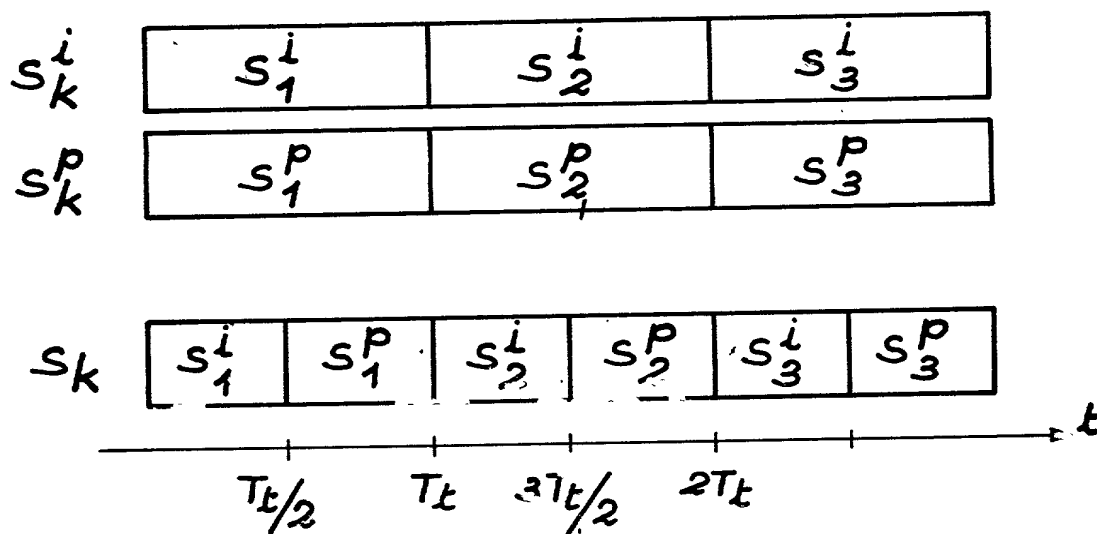 S_k^i S_1^i S_2^i S_3^i
S_k^p S_1^p S_2^p S_3^p
S_k S_1^i S_1^p S_2^i S_2^p S_3^i S_3^p
t
T_t/2 T_t 3T_t/2 2T_t